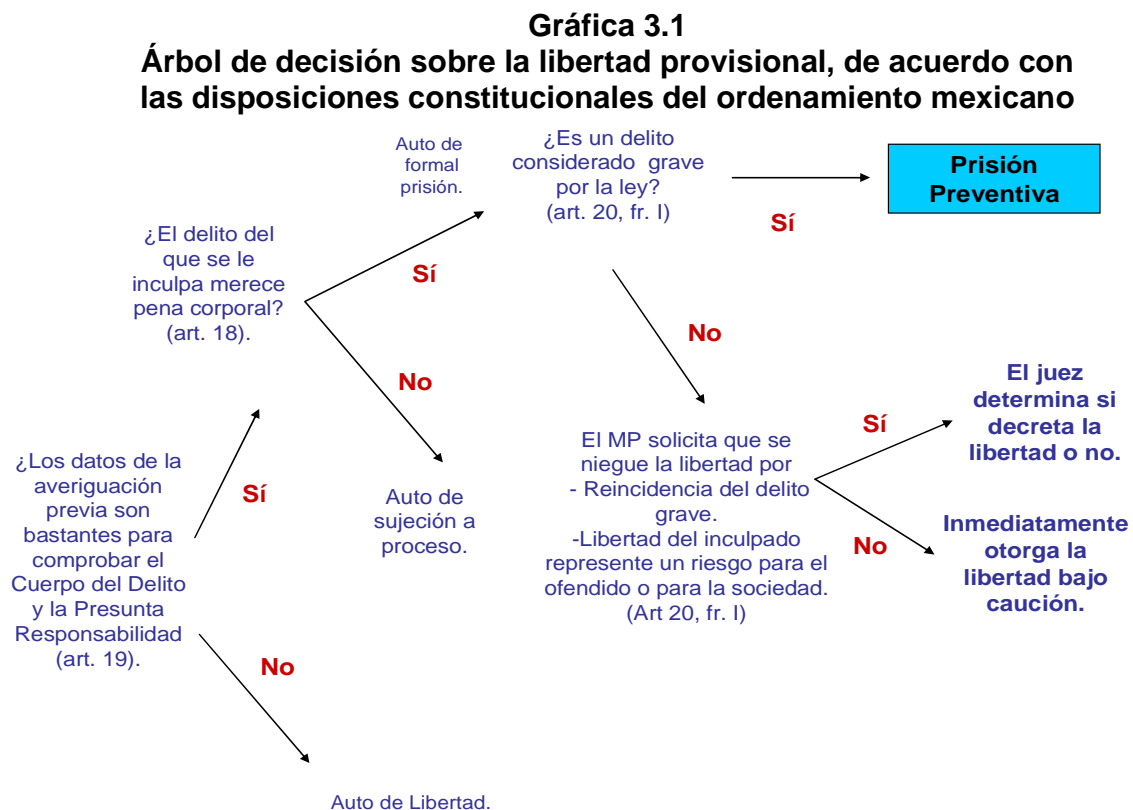 Gráfica 3.1
Árbol de decisión sobre la libertad provisional, de acuerdo con
las disposiciones constitucionales del ordenamiento mexicano
Auto de
formal
prisión.
¿Es un delito
considerado grave
por la ley?
(art. 20, fr. I)
Prisión
Preventiva
Sí
¿El delito del
que se le
inculpa merece
pena corporal?
(art. 18).
Sí
No
No
El juez
determina si
decreta la
libertad o no.
Sí
El MP solicita que se
niegue la libertad por
- Reincidencia del delito
grave.
-Libertad del inculpado
represente un riesgo para el
ofendido o para la sociedad.
(Art 20, fr. I)
No
Inmediatamente
otorga la
libertad bajo
caución.
¿Los datos de la
averiguación
previa son
bastantes para
comprobar el
Cuerpo del Delito
y la Presunta
Responsabilidad
(art. 19).
Sí
Auto de
sujeción a
proceso.
No
Auto de Libertad.